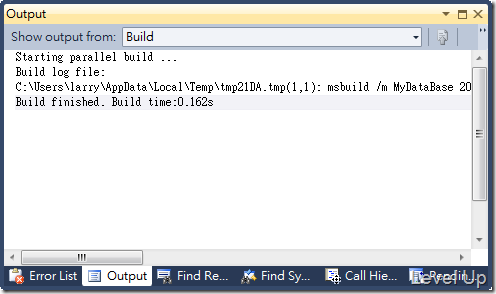 Output
Show output from: Build
Starting parallel build ...
Build log file:
C:\Users\larry\AppData\Local\Temp\tmp21DA.tmp(1,1): msbuild /m MyDataBase 20
Build finished. Build time:0.162s
Error List Output Find Re... Find Sy... Call Hie...
Level Up